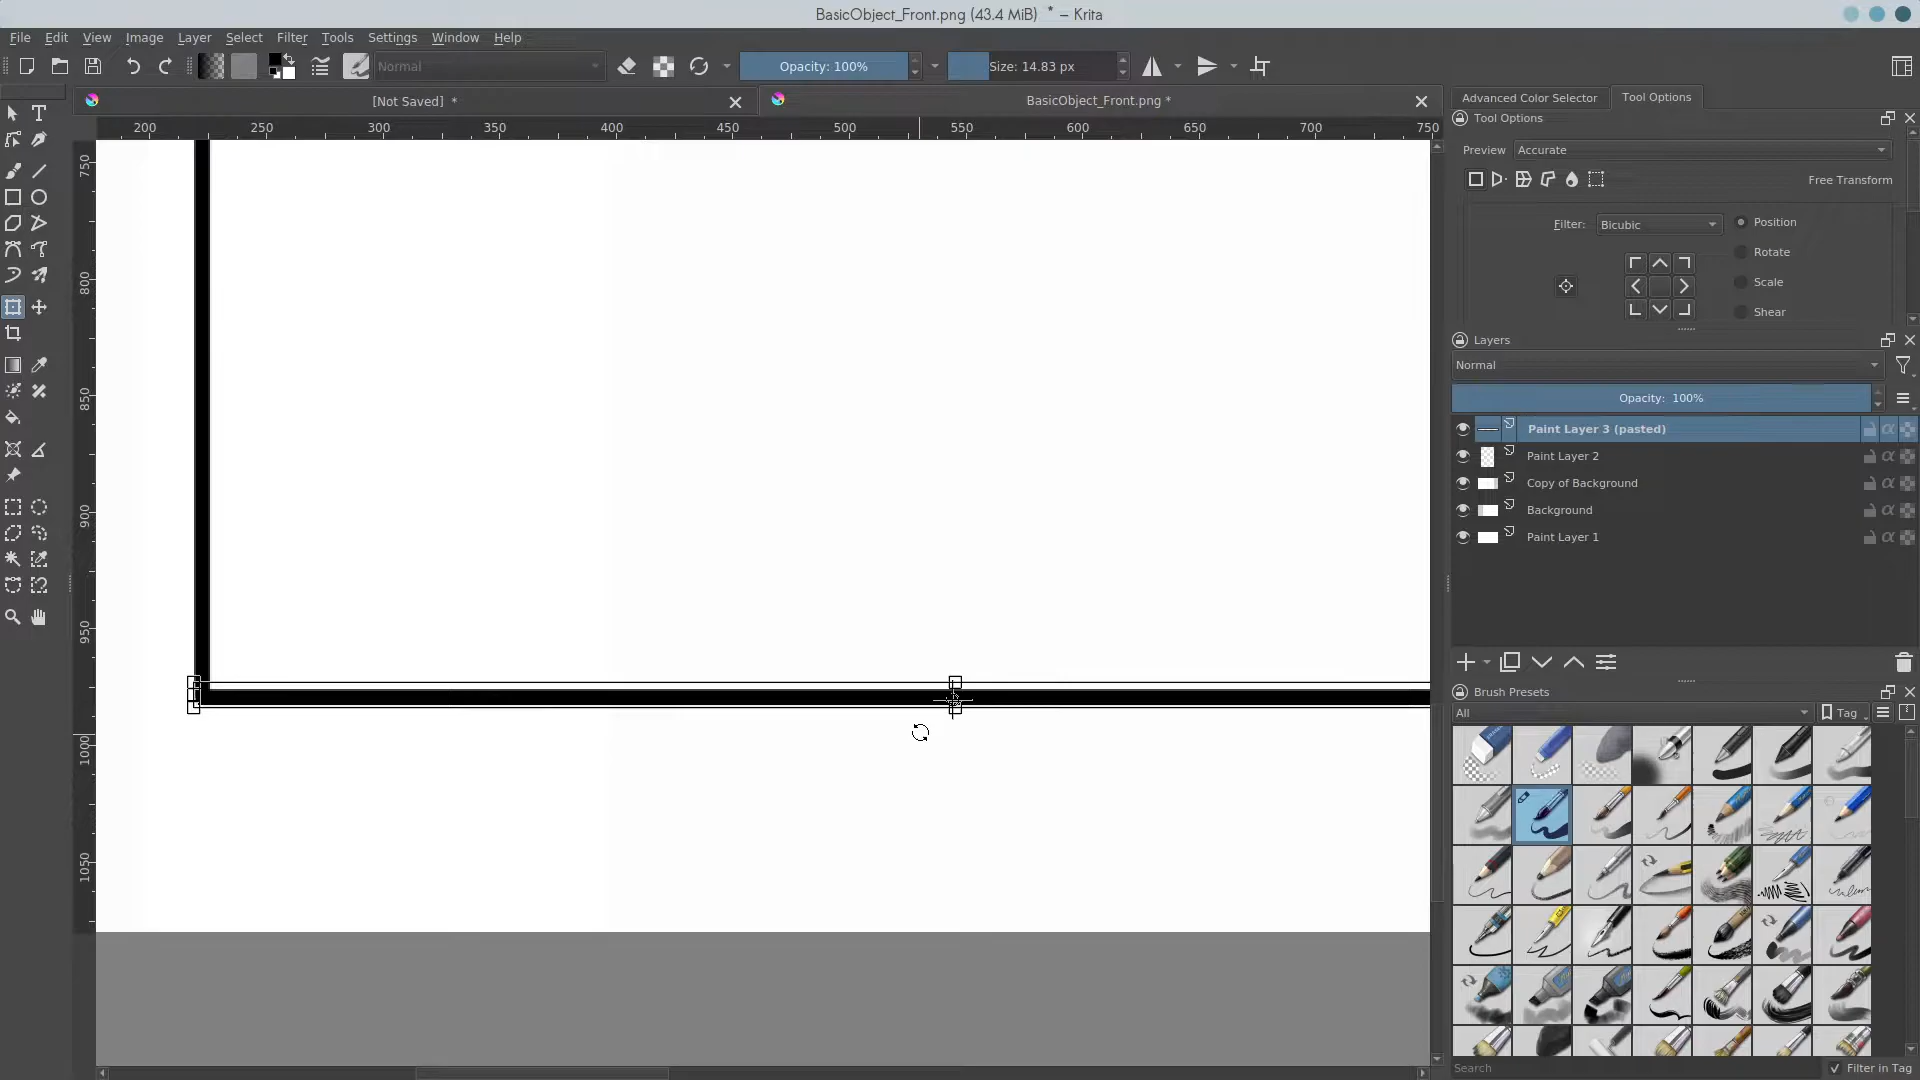 BasicObject_Front.png (43.4 MiB) * – Krita
File Edit View Image Layer Select Filter Tools Settings Window Help
Normal
Opacity: 100%
Size: 14.83 px
[Not Saved] *
BasicObject_Front.png *
200 250 300 350 400 450 500 550 600 650 700 750
750
800
850
900
950
1000
1050
Advanced Color Selector
Tool Options
Tool Options
Preview
Accurate
Free Transform
Filter:
Bicubic
Position
Rotate
Scale
Shear
Layers
Normal
Opacity: 100%
Paint Layer 3 (pasted)
Paint Layer 2
Copy of Background
Background
Paint Layer 1
Brush Presets
All
Tag
Search
Filter in Tag